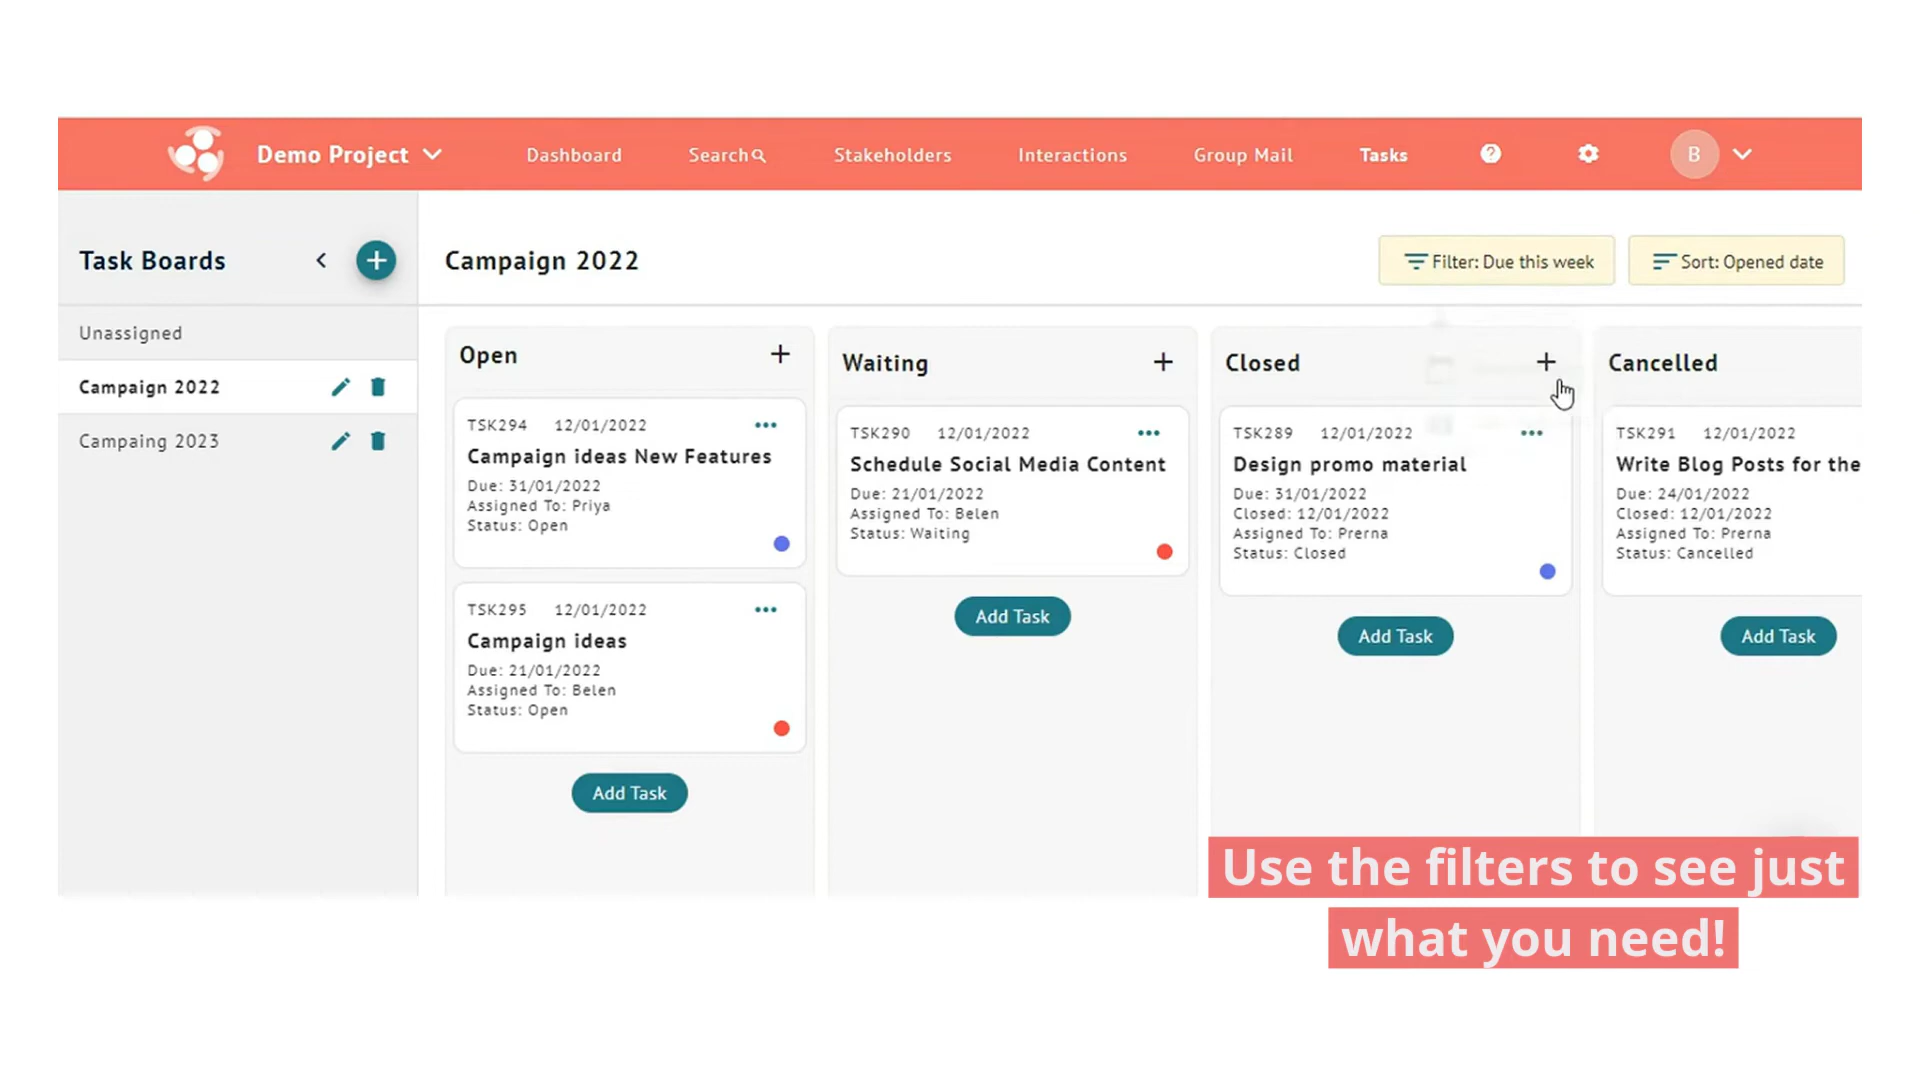 Demo Project
Dashboard
Search
Stakeholders
Interactions
Group Mail
Tasks
?
B
Task Boards
Campaign 2022
Filter: Due this week
Sort: Opened date
Unassigned
Campaign 2022
Campaing 2023
Open
TSK294 12/01/2022
Campaign ideas New Features
Due: 31/01/2022
Assigned To: Priya
Status: Open
TSK295 12/01/2022
Campaign ideas
Due: 21/01/2022
Assigned To: Belen
Status: Open
Add Task
Waiting
TSK290 12/01/2022
Schedule Social Media Content
Due: 21/01/2022
Assigned To: Belen
Status: Waiting
Add Task
Closed
TSK289 12/01/2022
Design promo material
Due: 31/01/2022
Closed: 12/01/2022
Assigned To: Prerna
Status: Closed
Add Task
Cancelled
TSK291 12/01/2022
Write Blog Posts for the
Due: 24/01/2022
Closed: 12/01/2022
Assigned To: Prerna
Status: Cancelled
Add Task
Use the filters to see just
what you need!